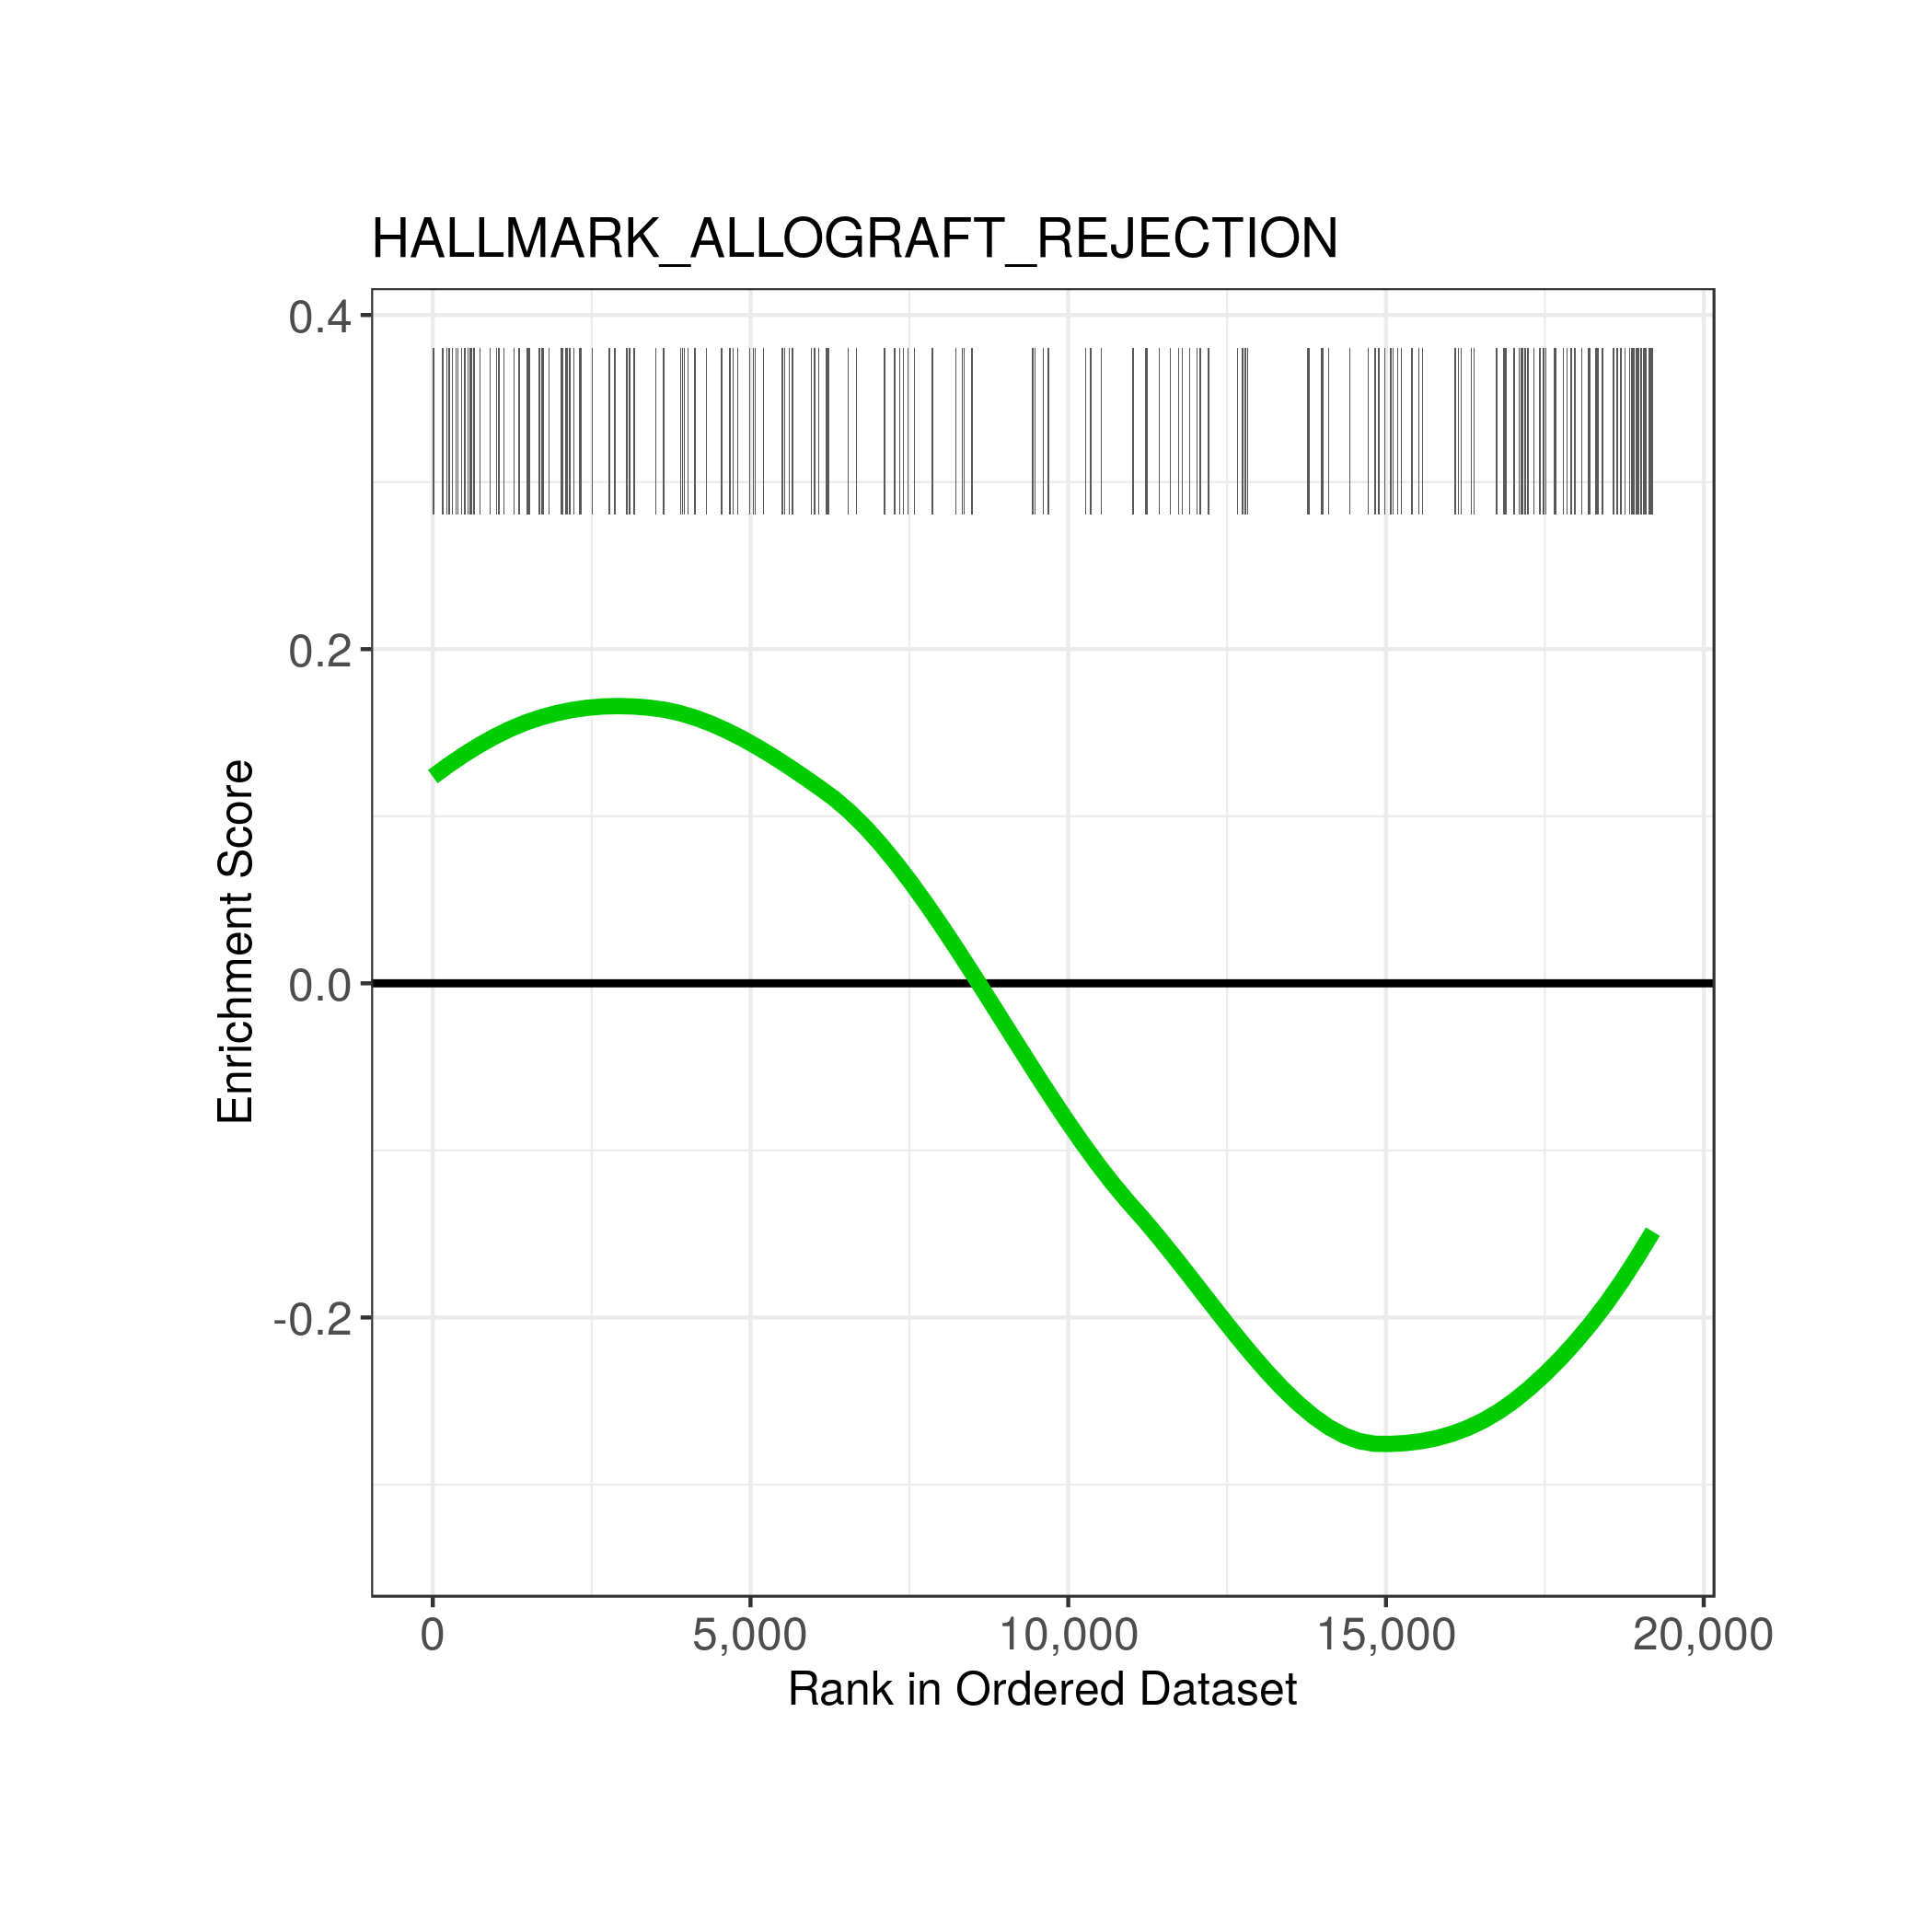 HALLMARK_ALLOGRAFT_REJECTION
0.4
0.2
0.0
-0.2
Enrichment Score
0 5,000 10,000 15,000 20,000
Rank in Ordered Dataset